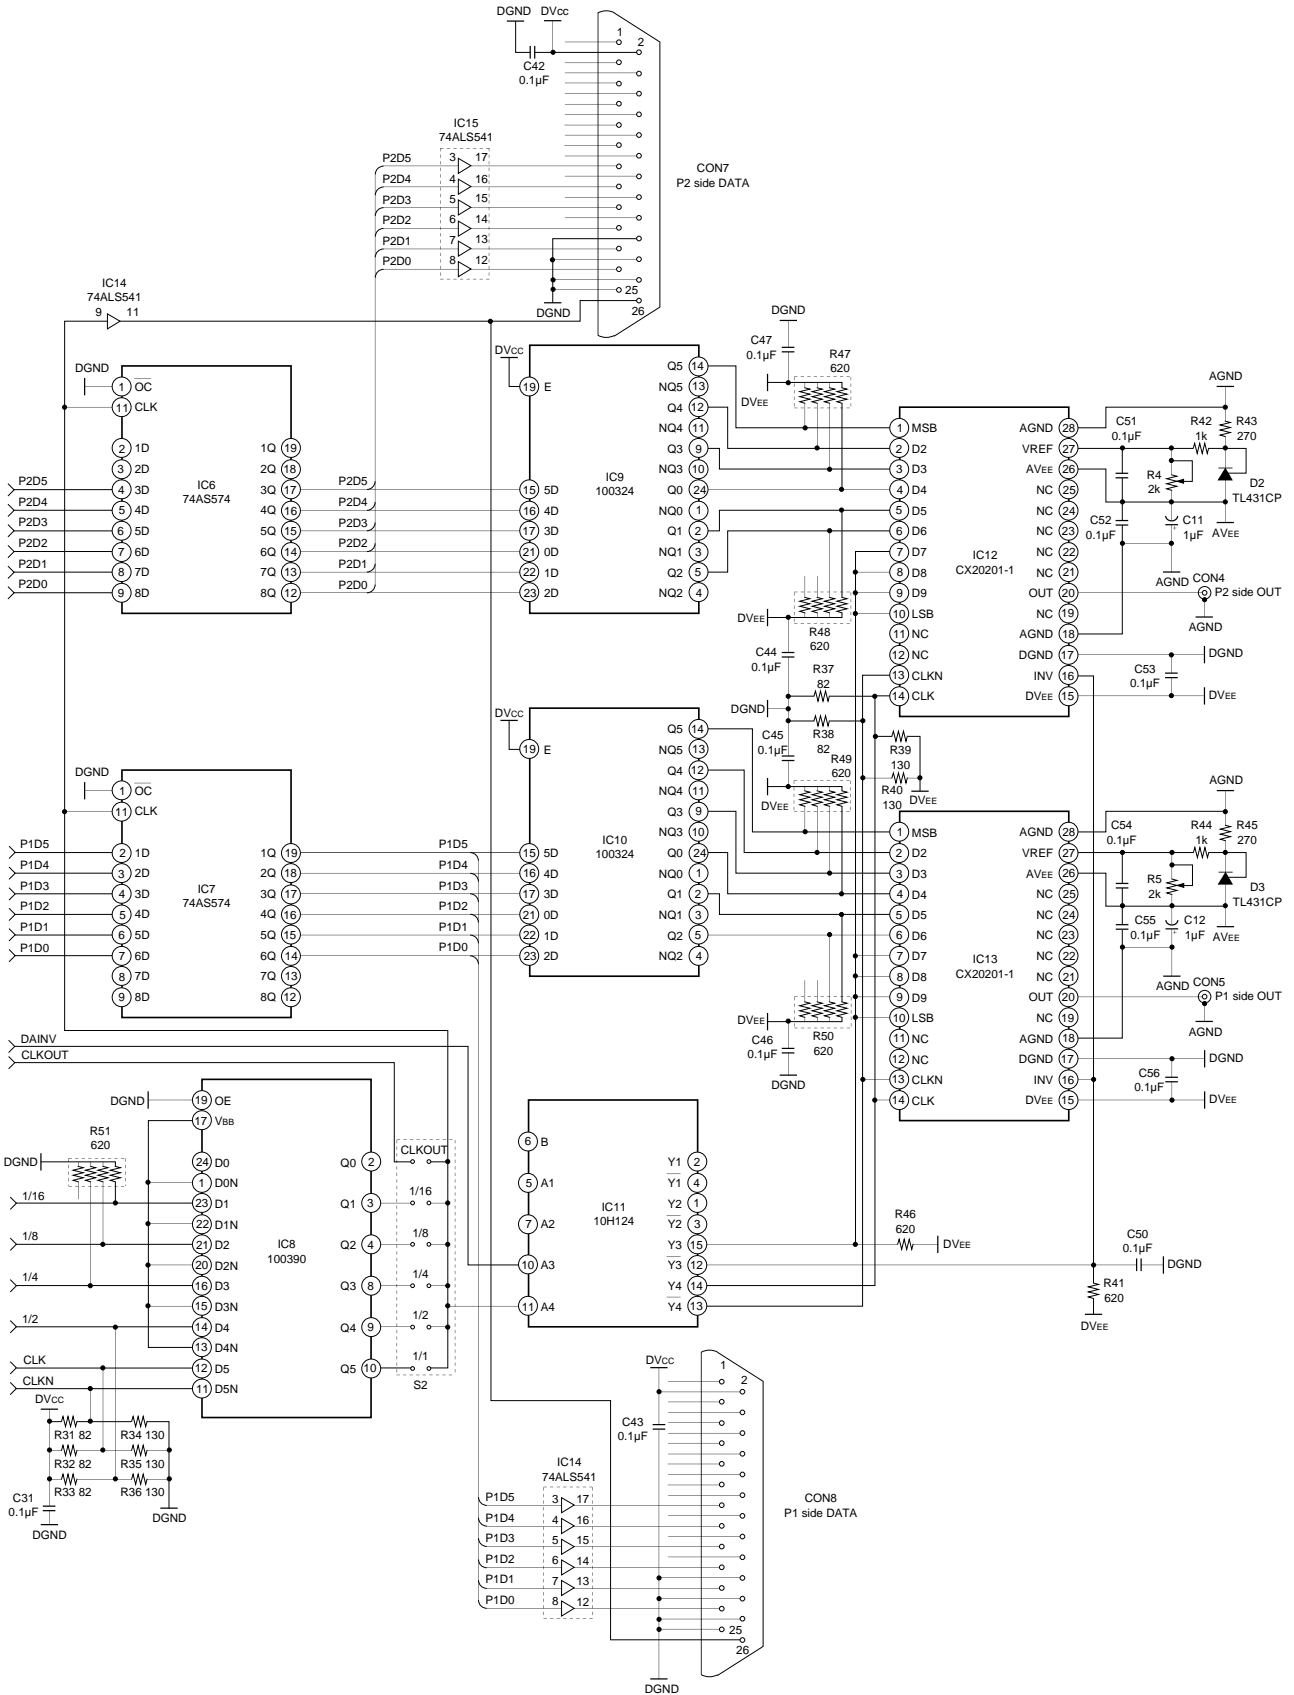 DGND DVcc
1
2
C42
0.1µF
IC15
74ALS541
P2D5 3 17
P2D4 4 16
P2D3 5 15
P2D2 6 14
P2D1 7 13
P2D0 8 12
CON7
P2 side DATA
25
26
DGND
IC14
74ALS541
9 11
DGND
1 OC
11 CLK
2 1D 1Q 19
3 2D 2Q 18
P2D5 4 3D 3Q 17 P2D5
P2D4 5 4D 4Q 16 P2D4
P2D3 6 5D 5Q 15 P2D3
P2D2 7 6D 6Q 14 P2D2
P2D1 8 7D 7Q 13 P2D1
P2D0 9 8D 8Q 12 P2D0
IC6
74AS574
DVcc
19 E
15 5D
16 4D
17 3D
21 0D
22 1D
23 2D
IC9
100324
Q5 14
NQ5 13
Q4 12
NQ4 11
Q3 9
NQ3 10
Q0 24
NQ0 1
Q1 2
NQ1 3
Q2 5
NQ2 4
DGND
C47
0.1µF
R47
620
DVEE
DVEE
R48
620
C44
0.1µF
R37
82
DGND
R38
82
C45
0.1µF
R49
620
DVEE
R39
130
R40
130
DVEE
1 MSB
2 D2
3 D3
4 D4
5 D5
6 D6
7 D7
8 D8
9 D9
10 LSB
11 NC
12 NC
13 CLKN
14 CLK
IC12
CX20201-1
AGND 28
VREF 27
AVEE 26
NC 25
NC 24
NC 23
NC 22
NC 21
OUT 20
NC 19
AGND 18
DGND 17
INV 16
DVEE 15
AGND
C51
0.1µF
R42
1k
R43
270
R4
2k
D2
TL431CP
C52
0.1µF
C11
1µF
AVEE
AGND
CON4
P2 side OUT
AGND
DGND
C53
0.1µF
DVEE
DGND
1 OC
11 CLK
P1D5 2 1D 1Q 19 P1D5
P1D4 3 2D 2Q 18 P1D4
P1D3 4 3D 3Q 17 P1D3
P1D2 5 4D 4Q 16 P1D2
P1D1 6 5D 5Q 15 P1D1
P1D0 7 6D 6Q 14 P1D0
8 7D 7Q 13
9 8D 8Q 12
IC7
74AS574
DVcc
19 E
15 5D
16 4D
17 3D
21 0D
22 1D
23 2D
IC10
100324
Q5 14
NQ5 13
Q4 12
NQ4 11
Q3 9
NQ3 10
Q0 24
NQ0 1
Q1 2
NQ1 3
Q2 5
NQ2 4
DVEE
R50
620
C46
0.1µF
DGND
1 MSB
2 D2
3 D3
4 D4
5 D5
6 D6
7 D7
8 D8
9 D9
10 LSB
11 NC
12 NC
13 CLKN
14 CLK
IC13
CX20201-1
AGND 28
VREF 27
AVEE 26
NC 25
NC 24
NC 23
NC 22
NC 21
OUT 20
NC 19
AGND 18
DGND 17
INV 16
DVEE 15
AGND
C54
0.1µF
R44
1k
R45
270
R5
2k
D3
TL431CP
C55
0.1µF
C12
1µF
AVEE
AGND
CON5
P1 side OUT
AGND
DGND
C56
0.1µF
DVEE
DAINV
CLKOUT
DGND
19 OE
17 VBB
R51
620
DGND
24 D0
1 D0N
1/16 23 D1
22 D1N
1/8 21 D2
20 D2N
1/4 16 D3
15 D3N
1/2 14 D4
13 D4N
CLK 12 D5
CLKN 11 D5N
IC8
100390
Q0 2
Q1 3
Q2 4
Q3 8
Q4 9
Q5 10
CLKOUT
1/16
1/8
1/4
1/2
1/1
S2
6 B
5 A1
7 A2
10 A3
11 A4
IC11
10H124
Y1 2
Y1 4
Y2 1
Y2 3
Y3 15
Y3 12
Y4 14
Y4 13
R46
620
DVEE
C50
0.1µF
DGND
R41
620
DVEE
DVcc
R31 82 R34 130
R32 82 R35 130
R33 82 R36 130
C31
0.1µF
DGND
DGND
DVcc
1
2
C43
0.1µF
IC14
74ALS541
P1D5 3 17
P1D4 4 16
P1D3 5 15
P1D2 6 14
P1D1 7 13
P1D0 8 12
CON8
P1 side DATA
25
26
DGND